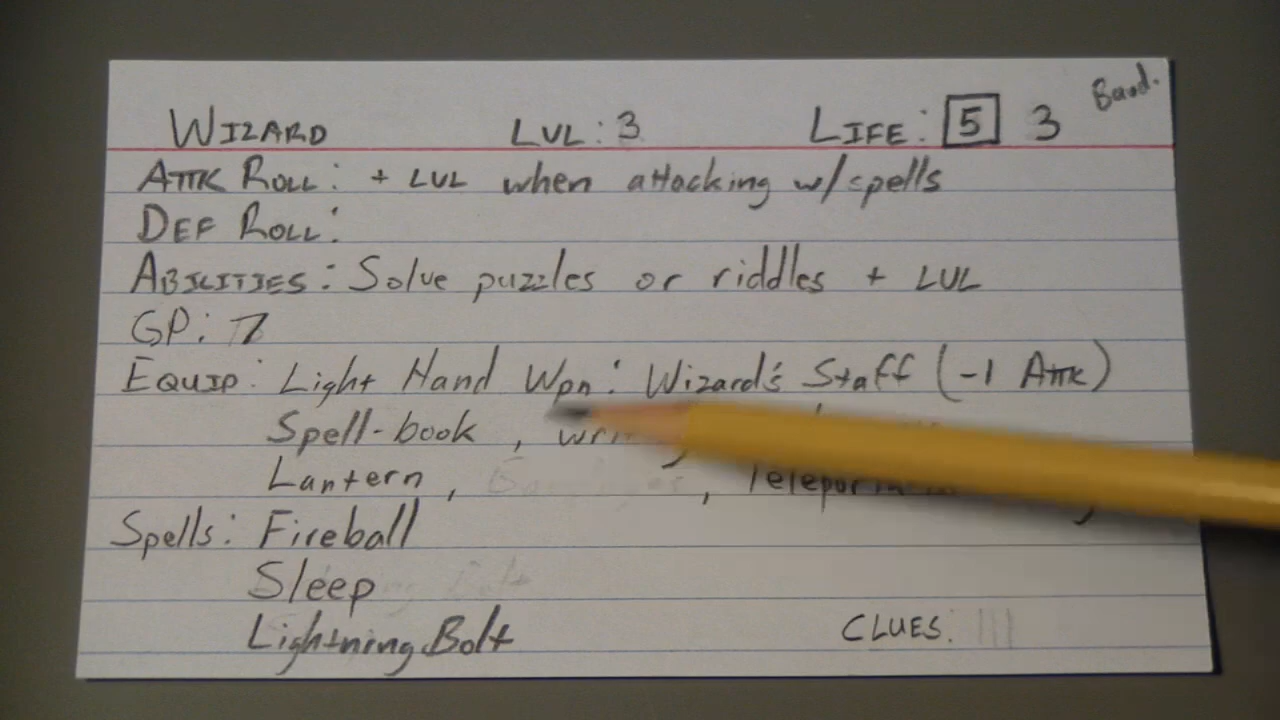 Band.
WIZARD LVL: 3 LIFE: 5 3
ATTK ROLL: + LVL when attacking w/spells
DEF ROLL:
ABILITIES: Solve puzzles or riddles + LVL
GP: 7
EQUIP: Light Hand Wpn: Wizard's Staff (-1 ATTK)
Spell-book ,
Lantern , ,
Spells: Fireball
Sleep
Lightning Bolt
CLUES: |||